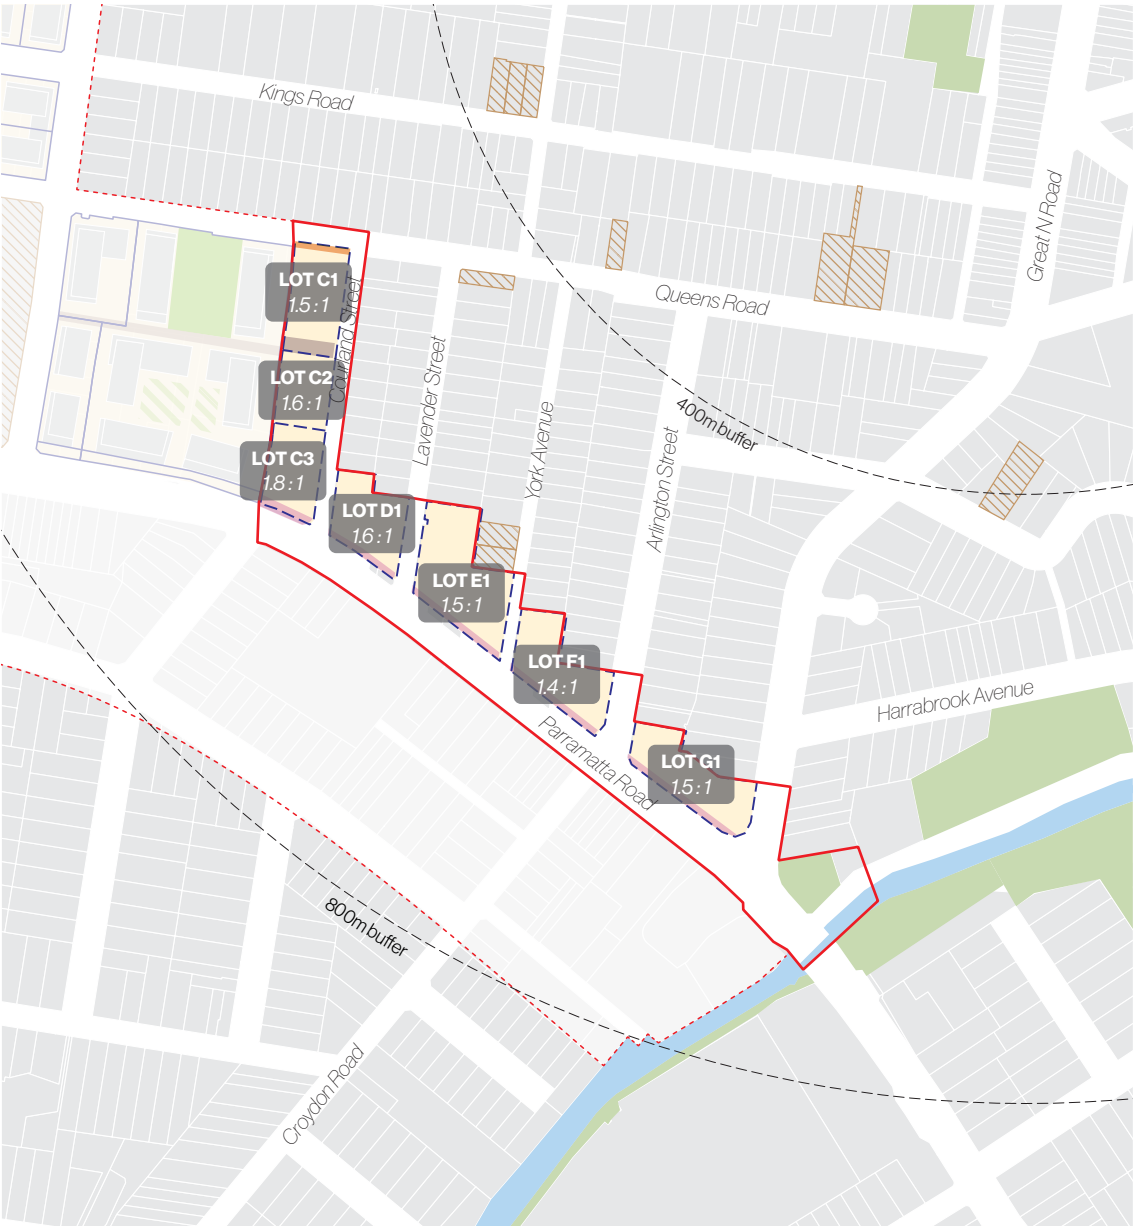 Kings Road
Great N Road
LOT C1
1.5 : 1
Queens Road
Courland Street
Lavender Street
LOT C2
1.6 : 1
400m buffer
York Avenue
Arlington Street
LOT C3
1.8 : 1
LOT D1
1.6 : 1
LOT E1
1.5 : 1
LOT F1
1.4 : 1
Harrabrook Avenue
Parramatta Road
LOT G1
1.5 : 1
800m buffer
Croydon Road